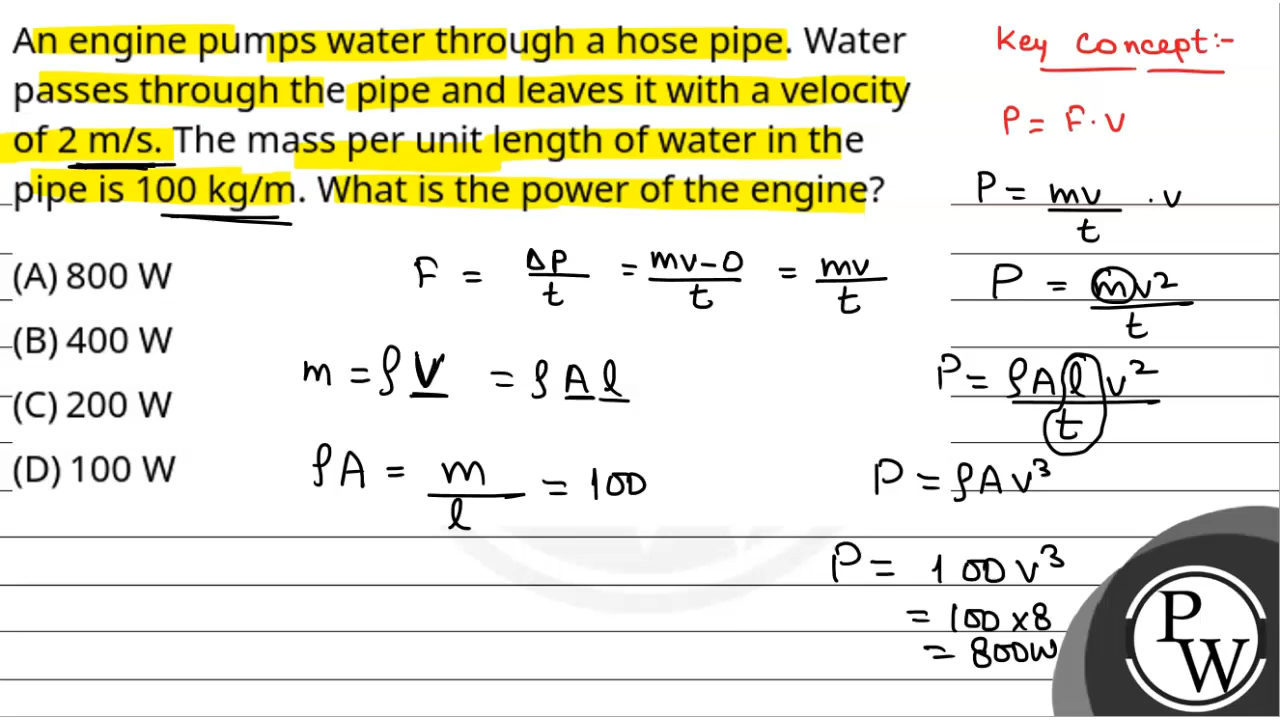 An engine pumps water through a hose pipe. Water
passes through the pipe and leaves it with a velocity
of 2 m/s. The mass per unit length of water in the
pipe is 100 kg/m. What is the power of the engine?
(A) 800 W
(B) 400 W
(C) 200 W
(D) 100 W
F = ΔP/t = mv-0/t = mv/t
m = ρV = ρAl
ρA = m/l = 100
Key Concept:-
P = F.v
P = mv/t .v
P = mv²/t
P = ρAlv²/t
P = ρAv³
P = 100v³
= 100×8
= 800W
PW